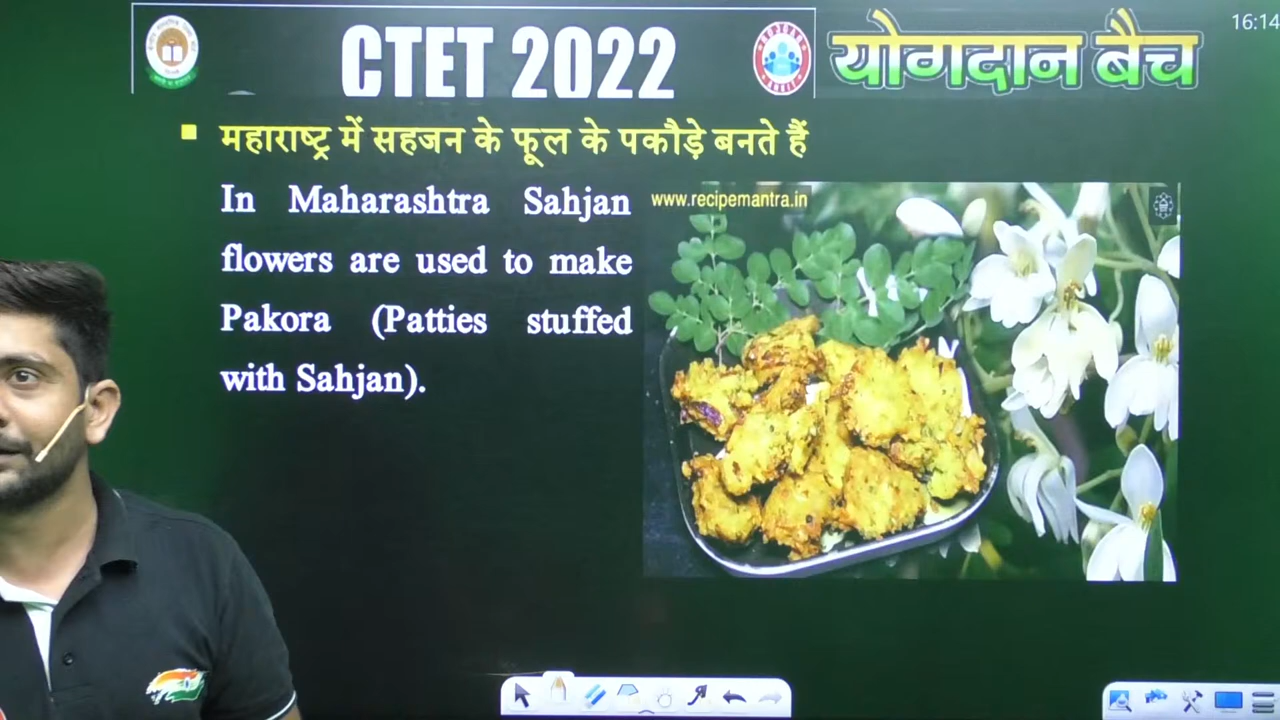 CTET 2022
योगदान बैच
16:14
महाराष्ट्र में सहजन के फूल के पकौड़े बनते हैं
In Maharashtra Sahjan
flowers are used to make
Pakora (Patties stuffed
with Sahjan).
www.recipemantra.in